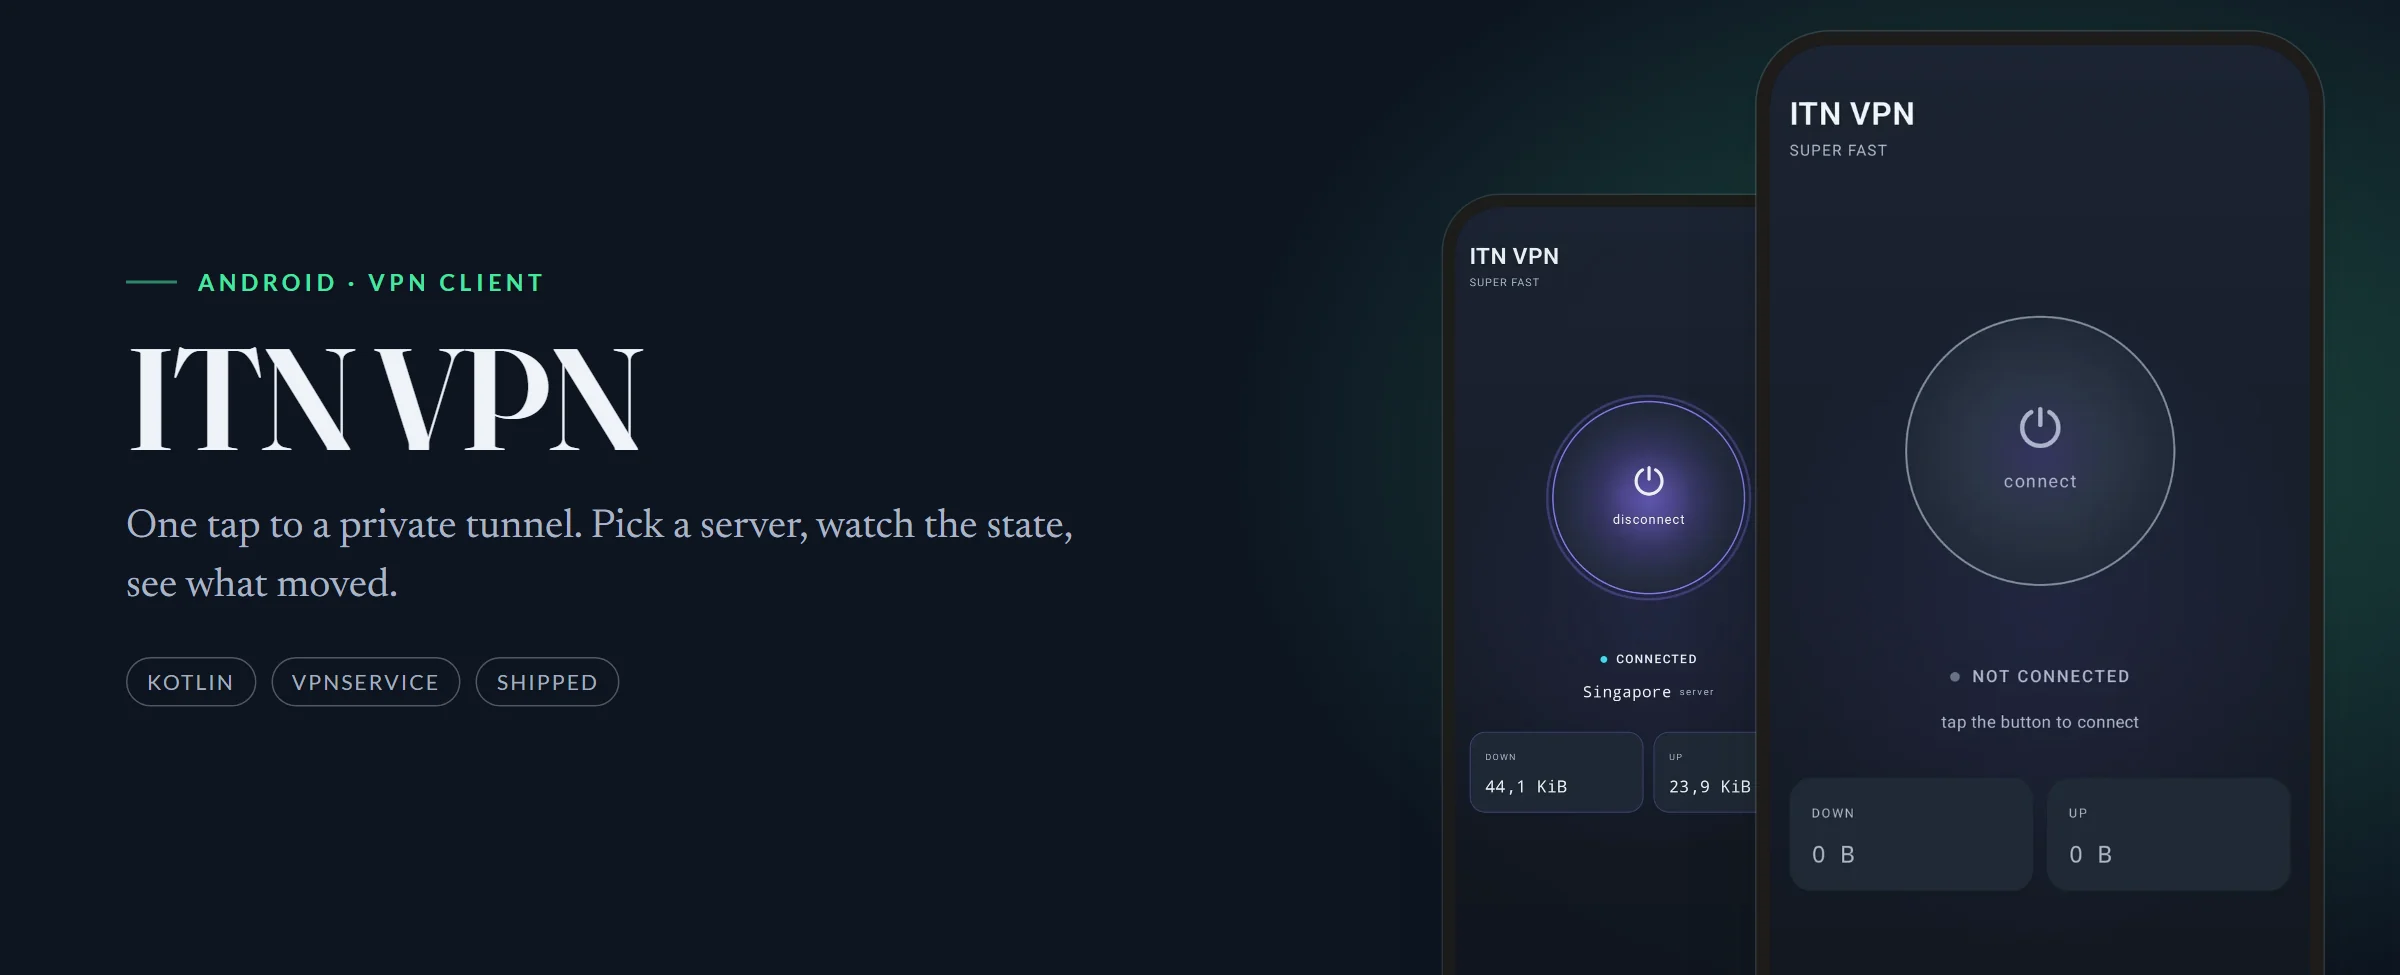 ANDROID · VPN CLIENT
ITN VPN
One tap to a private tunnel. Pick a server, watch the state,
see what moved.
KOTLIN
VPNSERVICE
SHIPPED
ITN VPN
SUPER FAST
disconnect
CONNECTED
Singapore server
DOWN
44,1 KiB
UP
23,9 KiB
ITN VPN
SUPER FAST
connect
NOT CONNECTED
tap the button to connect
DOWN
0 B
UP
0 B